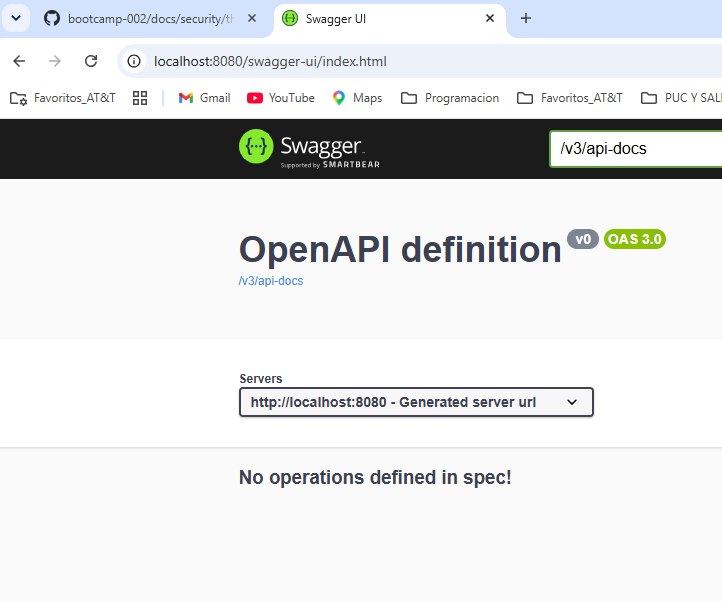 bootcamp-002/docs/security/th
Swagger UI
localhost:8080/swagger-ui/index.html
Favoritos_AT&T
Gmail
YouTube
Maps
Programacion
Favoritos_AT&T
PUC Y SAL
{···} Swagger
Supported by SMARTBEAR
/v3/api-docs
OpenAPI definition v0 OAS 3.0
/v3/api-docs
Servers
http://localhost:8080 - Generated server url
No operations defined in spec!